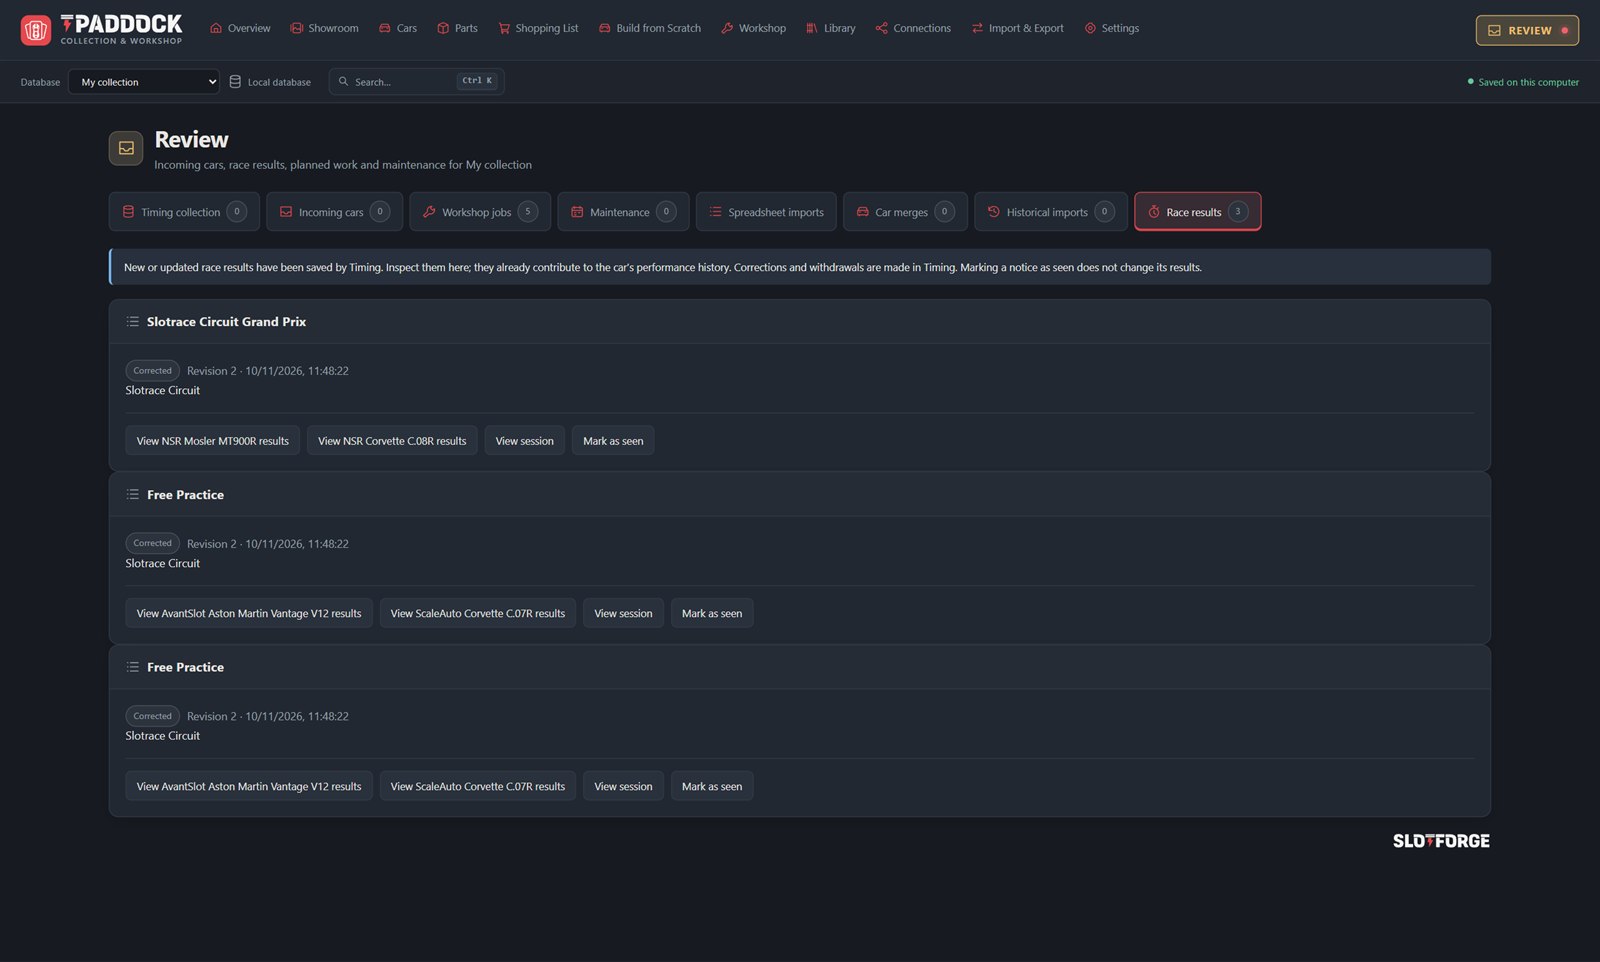 PADDOCK
COLLECTION & WORKSHOP
Overview
Showroom
Cars
Parts
Shopping List
Build from Scratch
Workshop
Library
Connections
Import & Export
Settings
REVIEW
Database
My collection
Local database
Search...
Ctrl K
Saved on this computer
Review
Incoming cars, race results, planned work and maintenance for My collection
Timing collection 0
Incoming cars 0
Workshop jobs 5
Maintenance 0
Spreadsheet imports
Car merges 0
Historical imports 0
Race results 3
New or updated race results have been saved by Timing. Inspect them here; they already contribute to the car's performance history. Corrections and withdrawals are made in Timing. Marking a notice as seen does not change its results.
Slotrace Circuit Grand Prix
Corrected Revision 2 · 10/11/2026, 11:48:22
Slotrace Circuit
View NSR Mosler MT900R results
View NSR Corvette C.08R results
View session
Mark as seen
Free Practice
Corrected Revision 2 · 10/11/2026, 11:48:22
Slotrace Circuit
View AvantSlot Aston Martin Vantage V12 results
View ScaleAuto Corvette C.07R results
View session
Mark as seen
Free Practice
Corrected Revision 2 · 10/11/2026, 11:48:22
Slotrace Circuit
View AvantSlot Aston Martin Vantage V12 results
View ScaleAuto Corvette C.07R results
View session
Mark as seen
SLOTFORGE